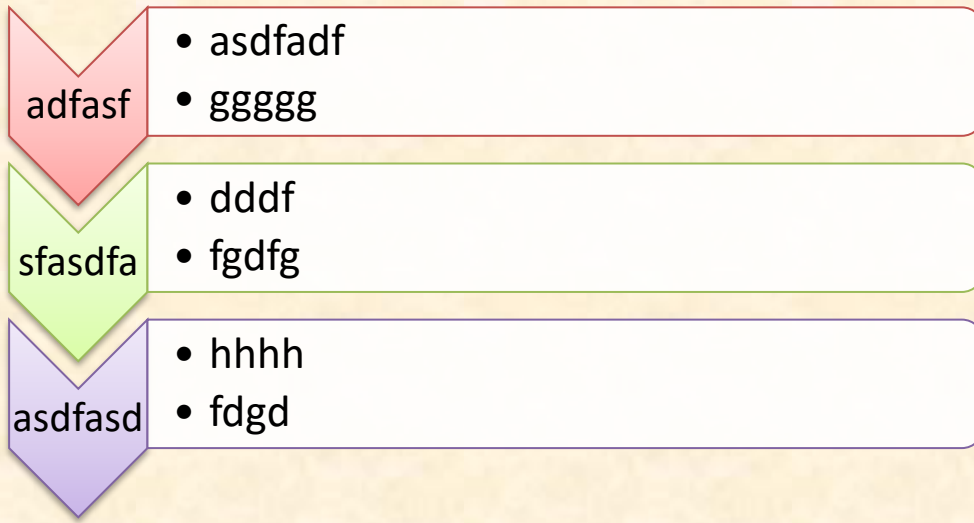 adfasf
• asdfadf
• ggggg
sfasdfa
• dddf
• fgdfg
asdfasd
• hhhh
• fdgd